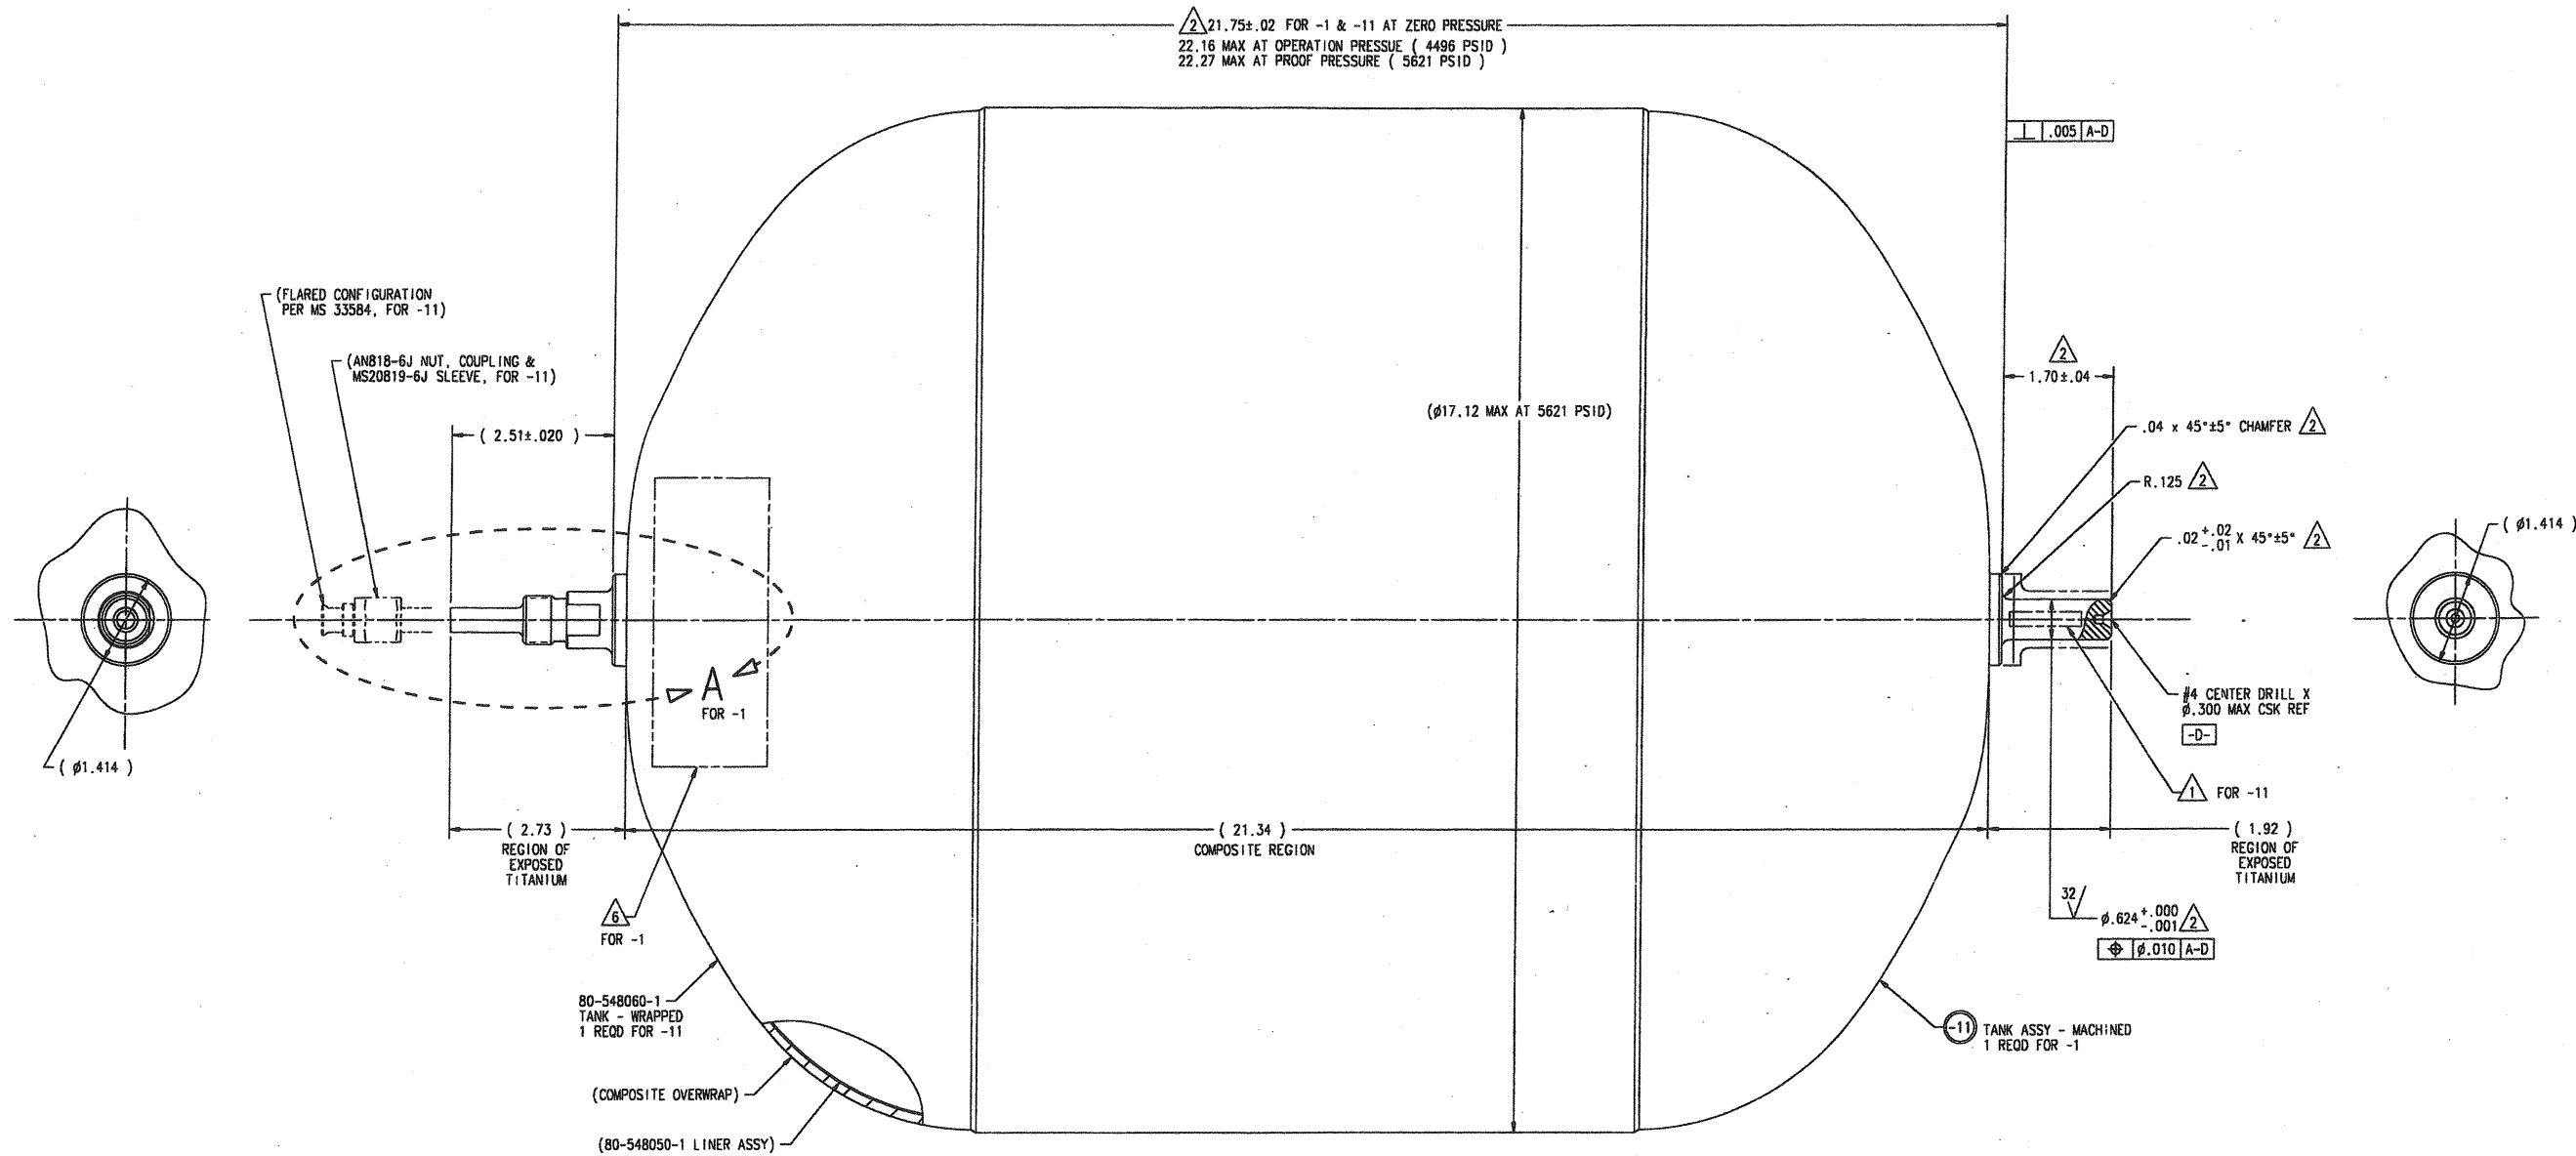 2 21.75±.02 FOR -1 & -11 AT ZERO PRESSURE
22.16 MAX AT OPERATION PRESSUE ( 4496 PSID )
22.27 MAX AT PROOF PRESSURE ( 5621 PSID )
⊥ .005 A-D
(FLARED CONFIGURATION
PER MS 33584, FOR -11)
(AN818-6J NUT, COUPLING &
MS20819-6J SLEEVE, FOR -11)
2
1.70±.04
( 2.51±.020 )
(ø17.12 MAX AT 5621 PSID)
.04 x 45°±5° CHAMFER 2
R.125 2
( ø1.414 )
.02 +.02 -.01 X 45°±5° 2
A
FOR -1
#4 CENTER DRILL X
ø.300 MAX CSK REF
-D-
( ø1.414 )
1 FOR -11
( 2.73 )
REGION OF
EXPOSED
TITANIUM
( 21.34 )
COMPOSITE REGION
( 1.92 )
REGION OF
EXPOSED
TITANIUM
32
ø.624 +.000 -.001 2
⌖ ø.010 A-D
6
FOR -1
80-548060-1
TANK - WRAPPED
1 REQD FOR -11
-11 TANK ASSY - MACHINED
1 REQD FOR -1
(COMPOSITE OVERWRAP)
(80-548050-1 LINER ASSY)